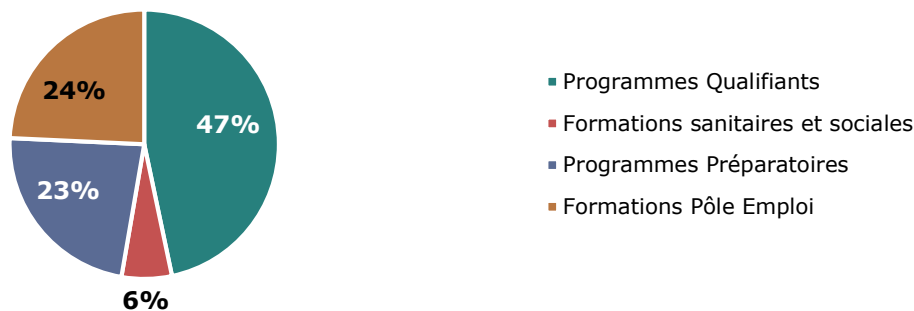 24%
47%
23%
6%
Programmes Qualifiants
Formations sanitaires et sociales
Programmes Préparatoires
Formations Pôle Emploi